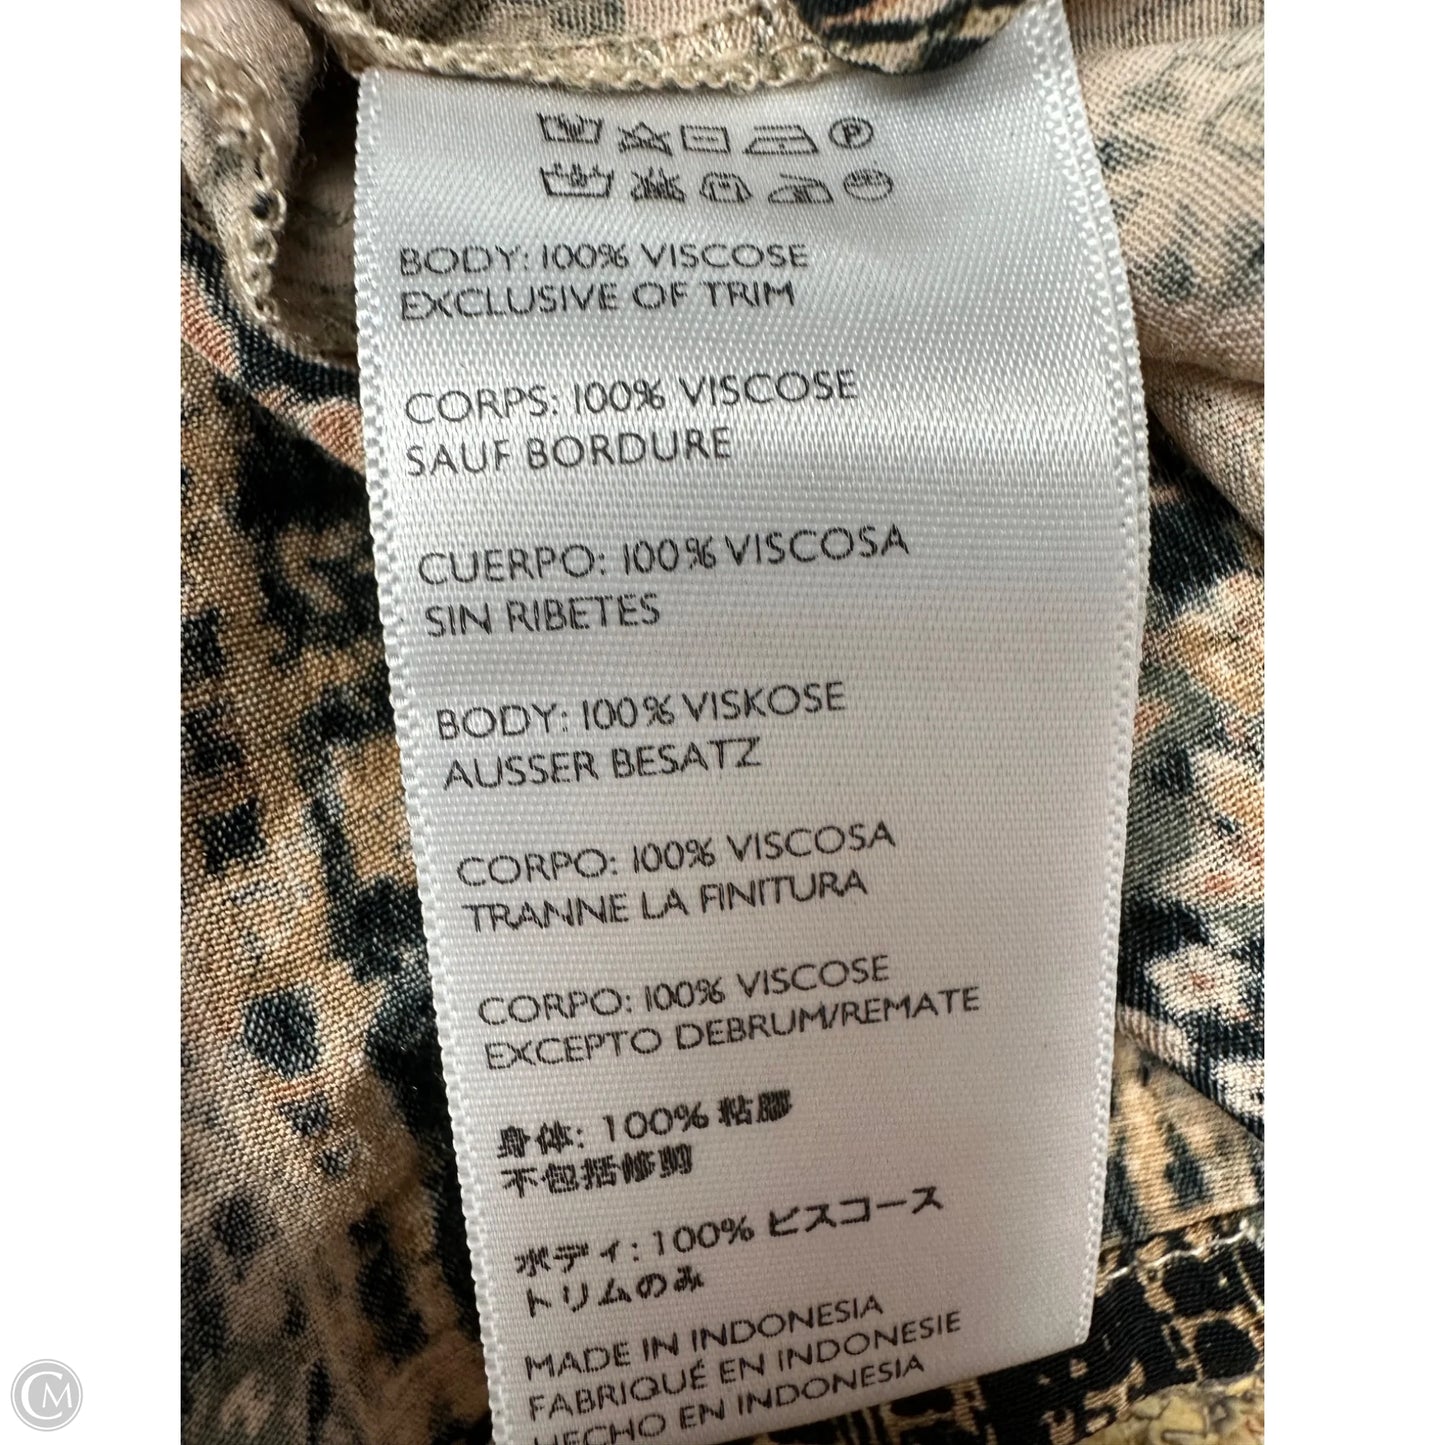 P
BODY: 100% VISCOSE
EXCLUSIVE OF TRIM
CORPS: 100% VISCOSE
SAUF BORDURE
CUERPO: 100% VISCOSA
SIN RIBETES
BODY: 100% VISKOSE
AUSSER BESATZ
CORPO: 100% VISCOSA
TRANNE LA FINITURA
CORPO: 100% VISCOSE
EXCEPTO DEBRUM/REMATE
身体: 100% 粘膠
不包括修剪
ボディ: 100% ビスコース
トリムのみ
MADE IN INDONESIA
FABRIQUÉ EN INDONESIE
HECHO EN INDONESIA
CM